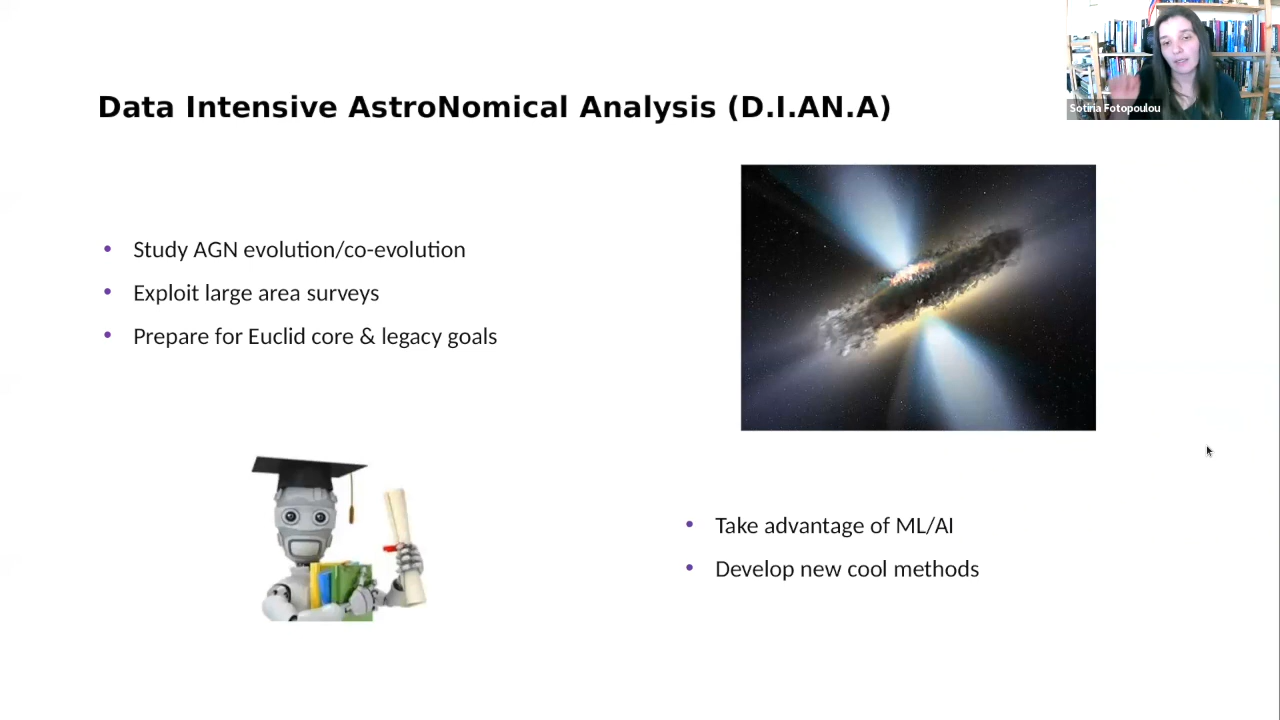 Sotiria Fotopoulou
Data Intensive AstroNomical Analysis (D.I.AN.A)
Study AGN evolution/co-evolution
Exploit large area surveys
Prepare for Euclid core & legacy goals
Take advantage of ML/AI
Develop new cool methods